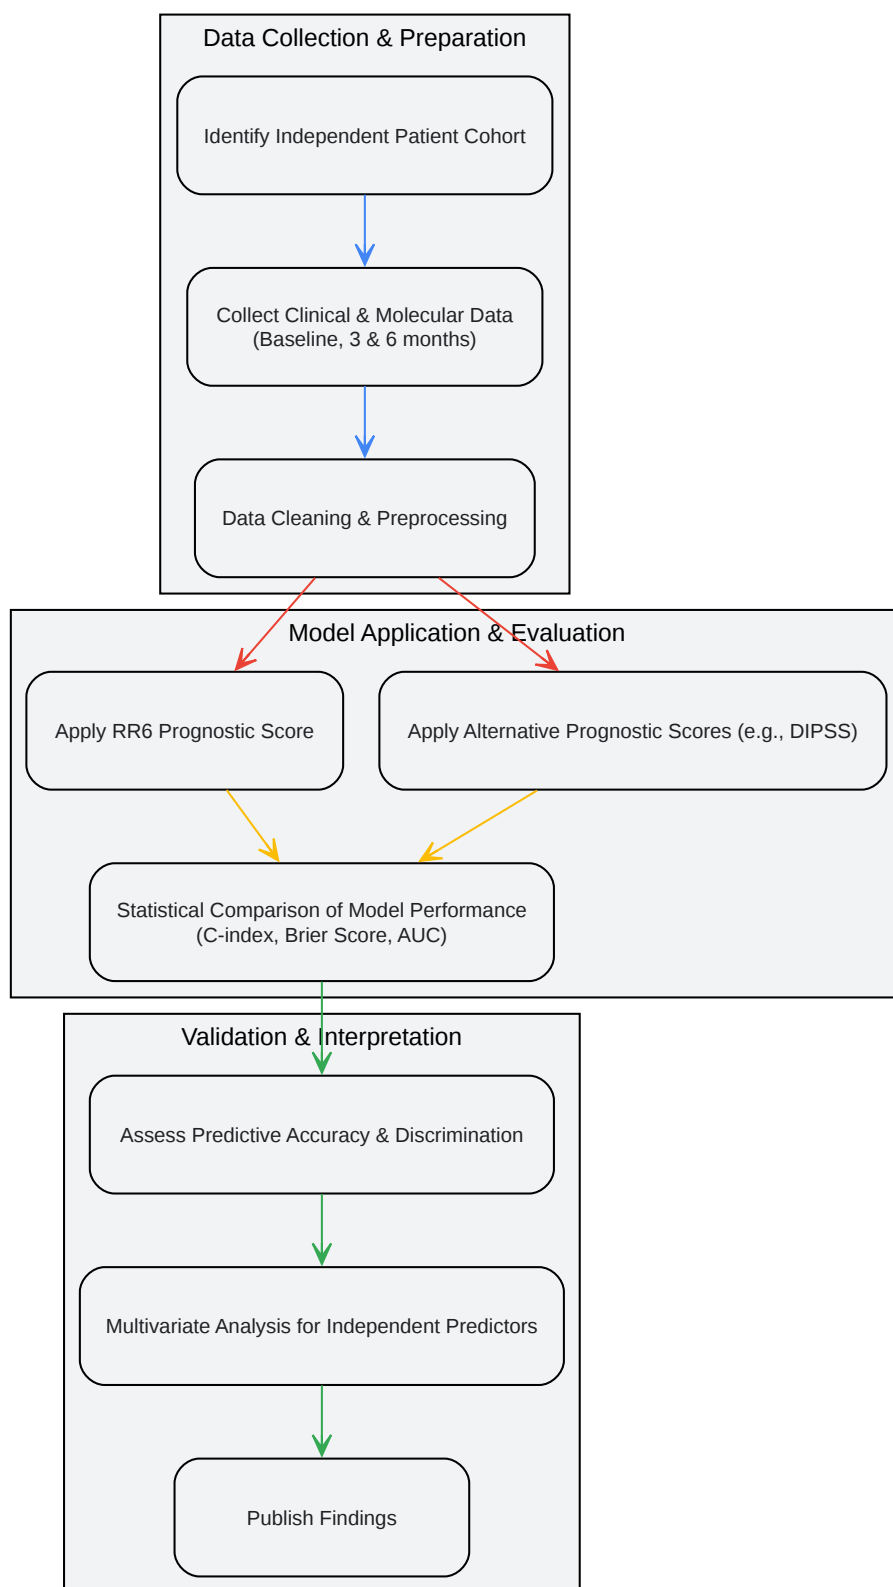 Data Collection & Preparation
Identify Independent Patient Cohort
Collect Clinical & Molecular Data
(Baseline, 3 & 6 months)
Data Cleaning & Preprocessing
Model Application & Evaluation
Apply RR6 Prognostic Score
Apply Alternative Prognostic Scores (e.g., DIPSS)
Statistical Comparison of Model Performance
(C-index, Brier Score, AUC)
Validation & Interpretation
Assess Predictive Accuracy & Discrimination
Multivariate Analysis for Independent Predictors
Publish Findings